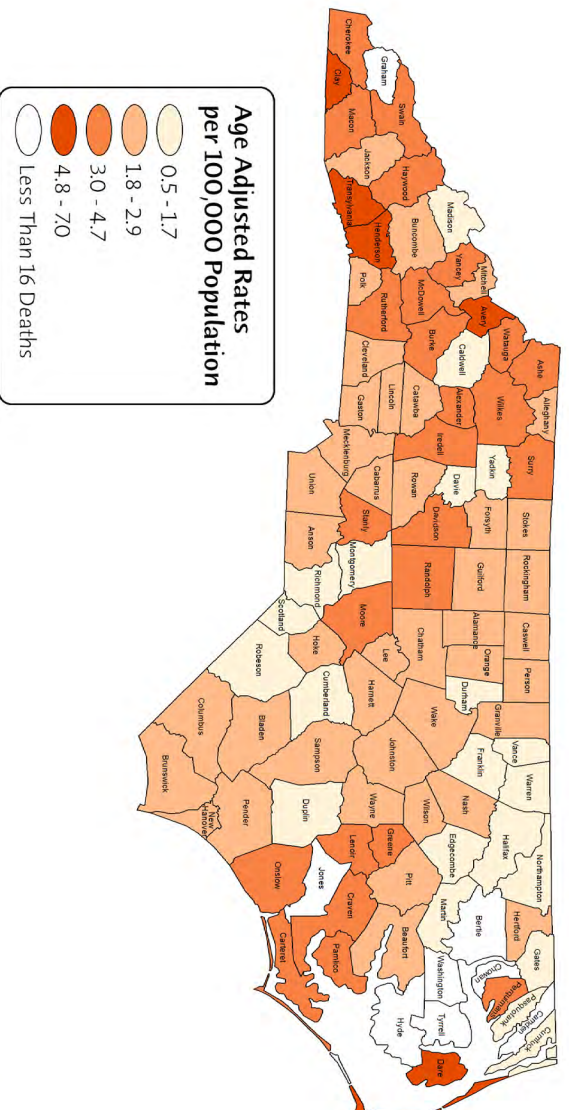 Cherokee
Graham
Clay
Swain
Macon
Jackson
Haywood
Transylvania
Madison
Buncombe
Henderson
Yancey
Mitchell
Polk
McDowell
Rutherford
Avery
Burke
Watauga
Caldwell
Cleveland
Ashe
Alleghany
Wilkes
Alexander
Catawba
Lincoln
Gaston
Surry
Yadkin
Iredell
Mecklenburg
Davie
Rowan
Cabarrus
Union
Stokes
Forsyth
Davidson
Stanly
Anson
Rockingham
Guilford
Randolph
Montgomery
Richmond
Scotland
Caswell
Alamance
Chatham
Moore
Hoke
Robeson
Person
Orange
Durham
Lee
Harnett
Cumberland
Granville
Wake
Bladen
Columbus
Vance
Franklin
Johnston
Sampson
Brunswick
Warren
Nash
Wilson
Wayne
Duplin
Pender
New
Hanover
Northampton
Halifax
Edgecombe
Greene
Lenoir
Pitt
Jones
Onslow
Hertford
Bertie
Martin
Craven
Beaufort
Pamlico
Carteret
Gates
Chowan
Perquimans
Pasquotank
Camden
Currituck
Washington
Tyrrell
Hyde
Dare
Age Adjusted Rates
per 100,000 Population
0.5 - 1.7
1.8 - 2.9
3.0 - 4.7
4.8 - 7.0
Less Than 16 Deaths